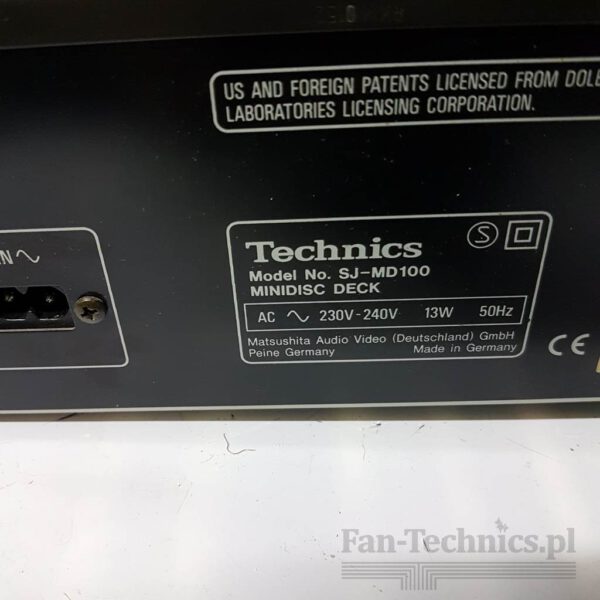 US AND FOREIGN PATENTS LICENSED FROM DOLB
LABORATORIES LICENSING CORPORATION.
IN ∿
Technics
S
Model No. SJ-MD100
MINIDISC DECK
AC ∿ 230V-240V 13W 50Hz
Matsushita Audio Video (Deutschland) GmbH
Peine Germany Made in Germany
CE
Fan-Technics.pl